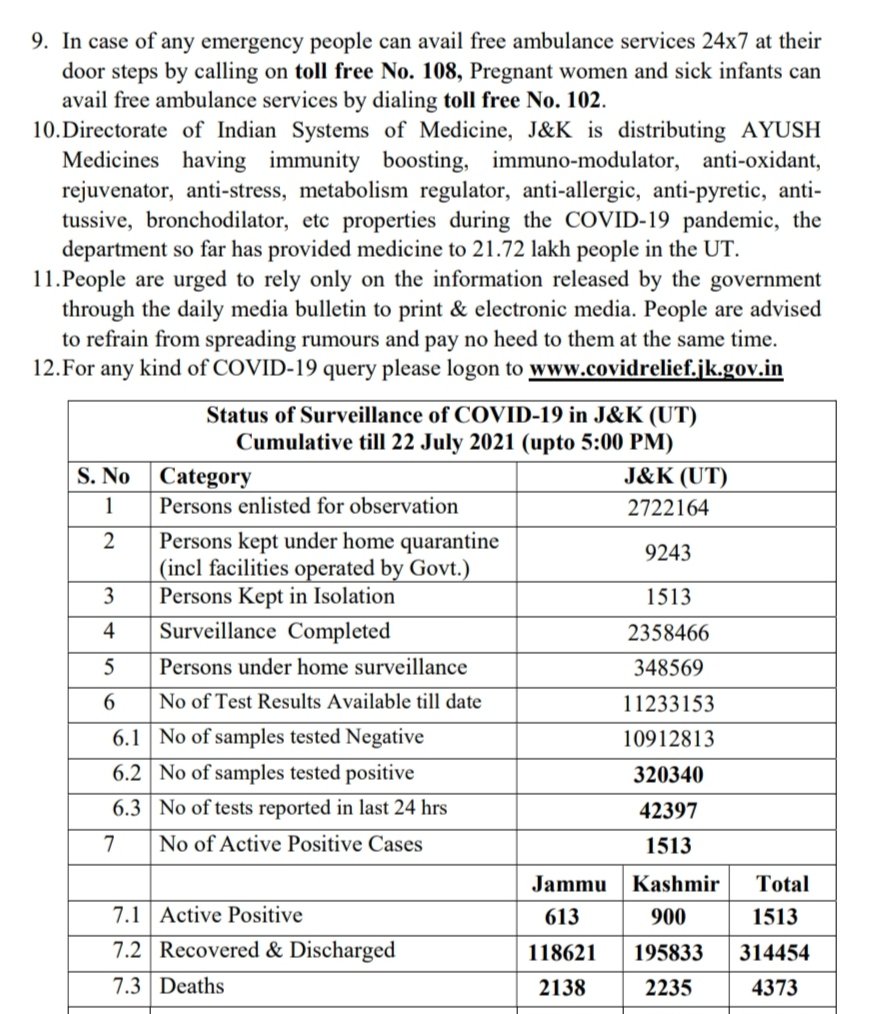 9. In case of any emergency people can avail free ambulance services 24x7 at their
door steps by calling on toll free No. 108, Pregnant women and sick infants can
avail free ambulance services by dialing toll free No. 102.
10.Directorate of Indian Systems of Medicine, J&K is distributing AYUSH
Medicines having immunity boosting, immuno-modulator, anti-oxidant,
rejuvenator, anti-stress, metabolism regulator, anti-allergic, anti-pyretic, anti-
tussive, bronchodilator, etc properties during the COVID-19 pandemic, the
department so far has provided medicine to 21.72 lakh people in the UT.
11.People are urged to rely only on the information released by the government
through the daily media bulletin to print & electronic media. People are advised
to refrain from spreading rumours and pay no heed to them at the same time.
12.For any kind of COVID-19 query please logon to www.covidrelief.jk.gov.in
Status of Surveillance of COVID-19 in J&K (UT)
Cumulative till 22 July 2021 (upto 5:00 PM)
S. No Category J&K (UT)
1 Persons enlisted for observation 2722164
2 Persons kept under home quarantine
(incl facilities operated by Govt.) 9243
3 Persons Kept in Isolation 1513
4 Surveillance Completed 2358466
5 Persons under home surveillance 348569
6 No of Test Results Available till date 11233153
6.1 No of samples tested Negative 10912813
6.2 No of samples tested positive 320340
6.3 No of tests reported in last 24 hrs 42397
7 No of Active Positive Cases 1513
Jammu Kashmir Total
7.1 Active Positive 613 900 1513
7.2 Recovered & Discharged 118621 195833 314454
7.3 Deaths 2138 2235 4373